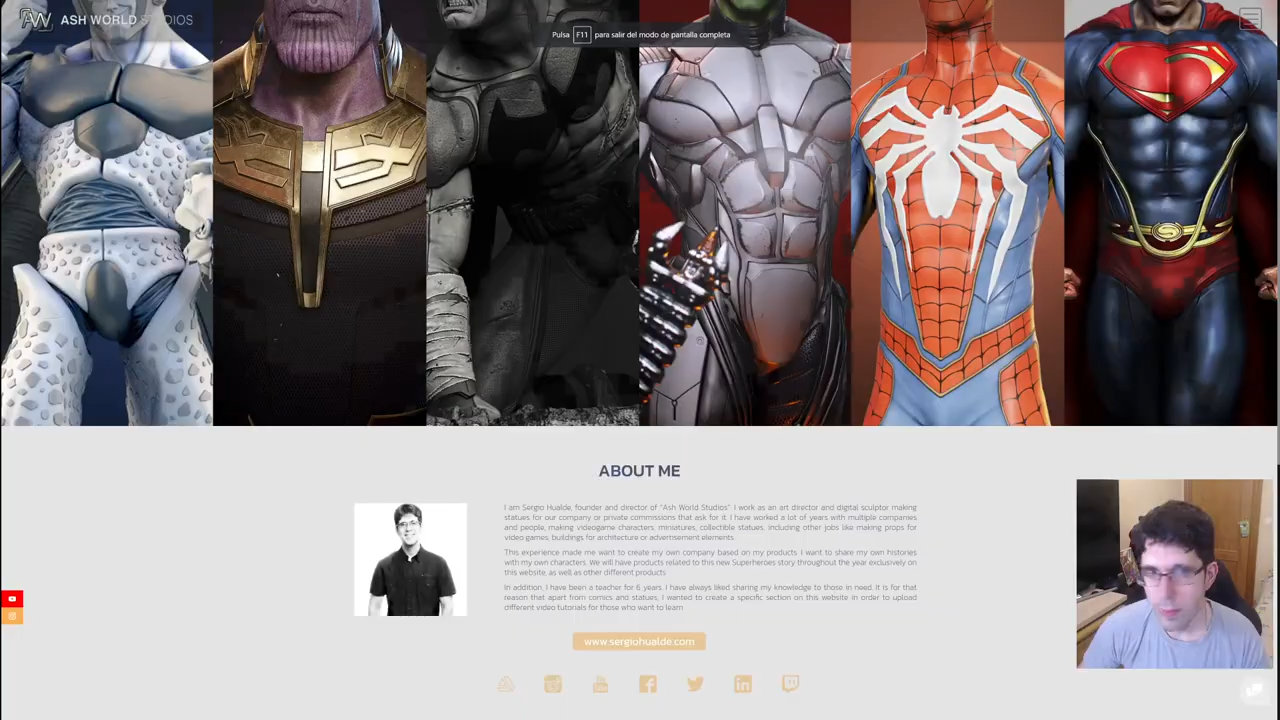 ASH WORLD STUDIOS
Pulsa F11 para salir del modo de pantalla completa
ABOUT ME
I am Sergio Hualde, founder and director of "Ash World Studios". I work as an art director and digital sculptor making
statues for our company or private commissions that ask for it. I have worked a lot of years with multiple companies
and people, making videogame characters, miniatures, collectible statues, including other jobs like making props for
video games, buildings for architecture or advertisement elements.
This experience made me want to create my own company based on my products. I want to share my own histories
with my own characters. We will have products related to this new Superheroes story throughout the year exclusively on
this website, as well as other different products
In addition, I have been a teacher for 6 years. I have always liked sharing my knowledge to those in need. It is for that
reason that apart from comics and statues, I wanted to create a specific section on this website in order to upload
different video tutorials for those who want to learn
www.sergiohualde.com